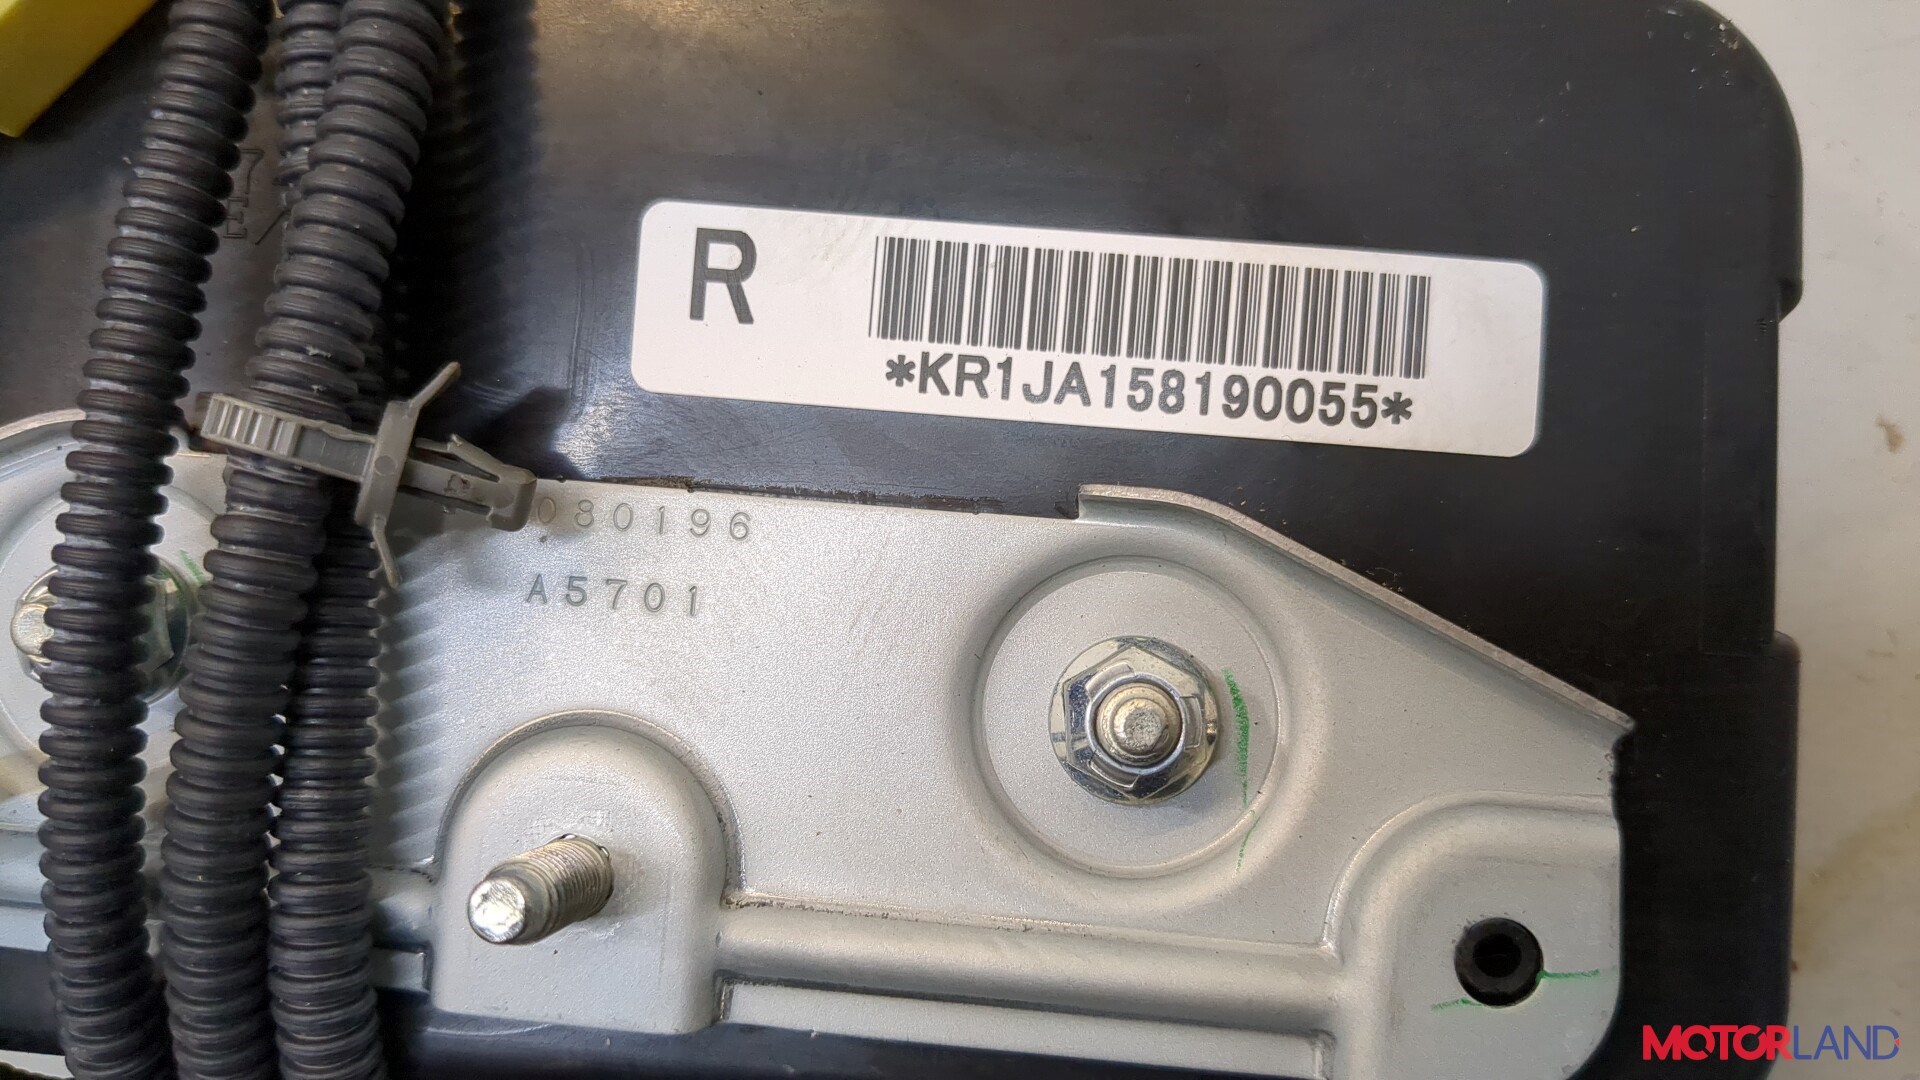 R
*KR1JA158190055*
080196
A5701
MOTORLAND